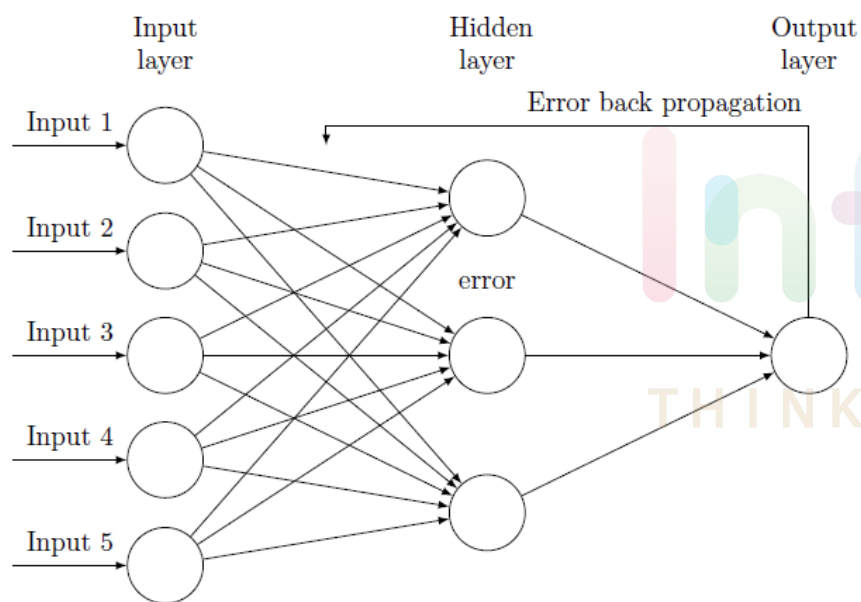 Input
layer
Hidden
layer
Output
layer
Error back propagation
Input 1
Input 2
error
Input 3
THINK
Input 4
Input 5